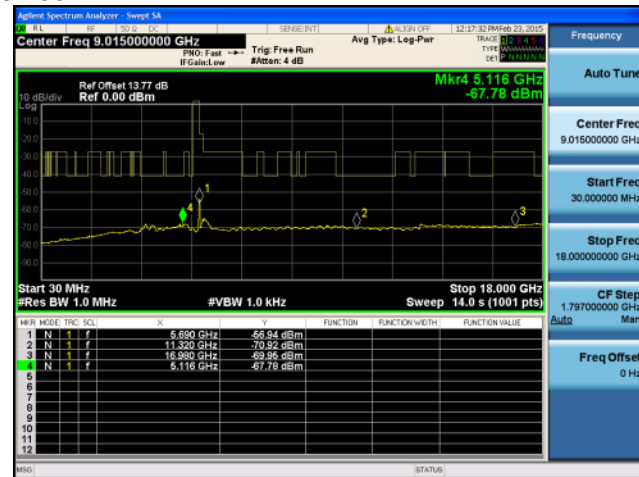 Agilent Spectrum Analyzer - Swept SA
RL RF 50 Ω DC SENSE:INT ALIGN OFF 12:17:32 PM Feb 23, 2015
Center Freq 9.015000000 GHz
PNO: Fast Trig: Free Run Avg Type: Log-Pwr TRACE 1 2 3 4 5 6
TYPE
IFGain:Low #Atten: 4 dB DET P N N N N N
Frequency
Auto Tune
Mkr4 5.116 GHz
-67.78 dBm
Ref Offset 13.77 dB
10 dB/div Ref 0.00 dBm
Log
-10.0
-20.0
-30.0
-40.0
-50.0
-60.0
-70.0
-80.0
-90.0
1
2
3
4
Center Freq
9.015000000 GHz
Start Freq
30.000000 MHz
Stop Freq
18.000000000 GHz
Start 30 MHz Stop 18.000 GHz
#Res BW 1.0 MHz #VBW 1.0 kHz Sweep 14.0 s (1001 pts)
CF Step
1.797000000 GHz
Auto Man
Freq Offset
0 Hz
MKR MODE TRC SCL X Y FUNCTION FUNCTION WIDTH FUNCTION VALUE
1 N 1 f 5.690 GHz -56.94 dBm
2 N 1 f 11.320 GHz -70.92 dBm
3 N 1 f 16.980 GHz -69.95 dBm
4 N 1 f 5.116 GHz -67.78 dBm
5
6
7
8
9
10
11
12
MSG STATUS